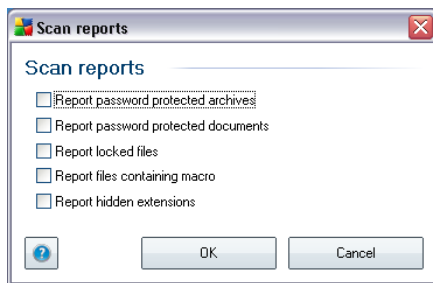 Scan reports
Scan reports
Report password protected archives
Report password protected documents
Report locked files
Report files containing macro
Report hidden extensions
? OK Cancel